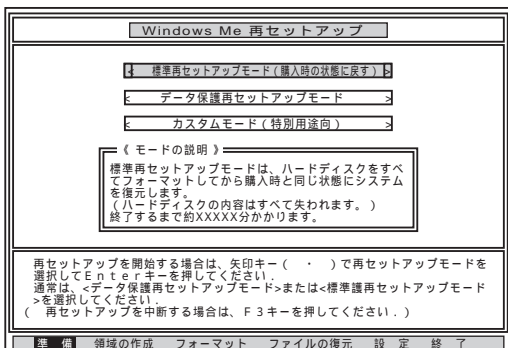 Windows Me 再セットアップ
< 標準再セットアップモード(購入時の状態に戻す) >
< データ保護再セットアップモード >
< カスタムモード(特別用途向) >
《 モードの説明 》
標準再セットアップモードは、ハードディスクをすべ
てフォーマットしてから購入時と同じ状態にシステム
を復元します。
(ハードディスクの内容はすべて失われます。)
終了するまで約XXXXX分かかります。
再セットアップを開始する場合は、矢印キー( ・ )で再セットアップモードを
選択してEnterキーを押してください.
通常は、<データ保護再セットアップモード>または<標準護再セットアップモード
>を選択してください.
( 再セットアップを中断する場合は、F3キーを押してください.)
準 備 領域の作成 フォーマット ファイルの復元 設 定 終 了